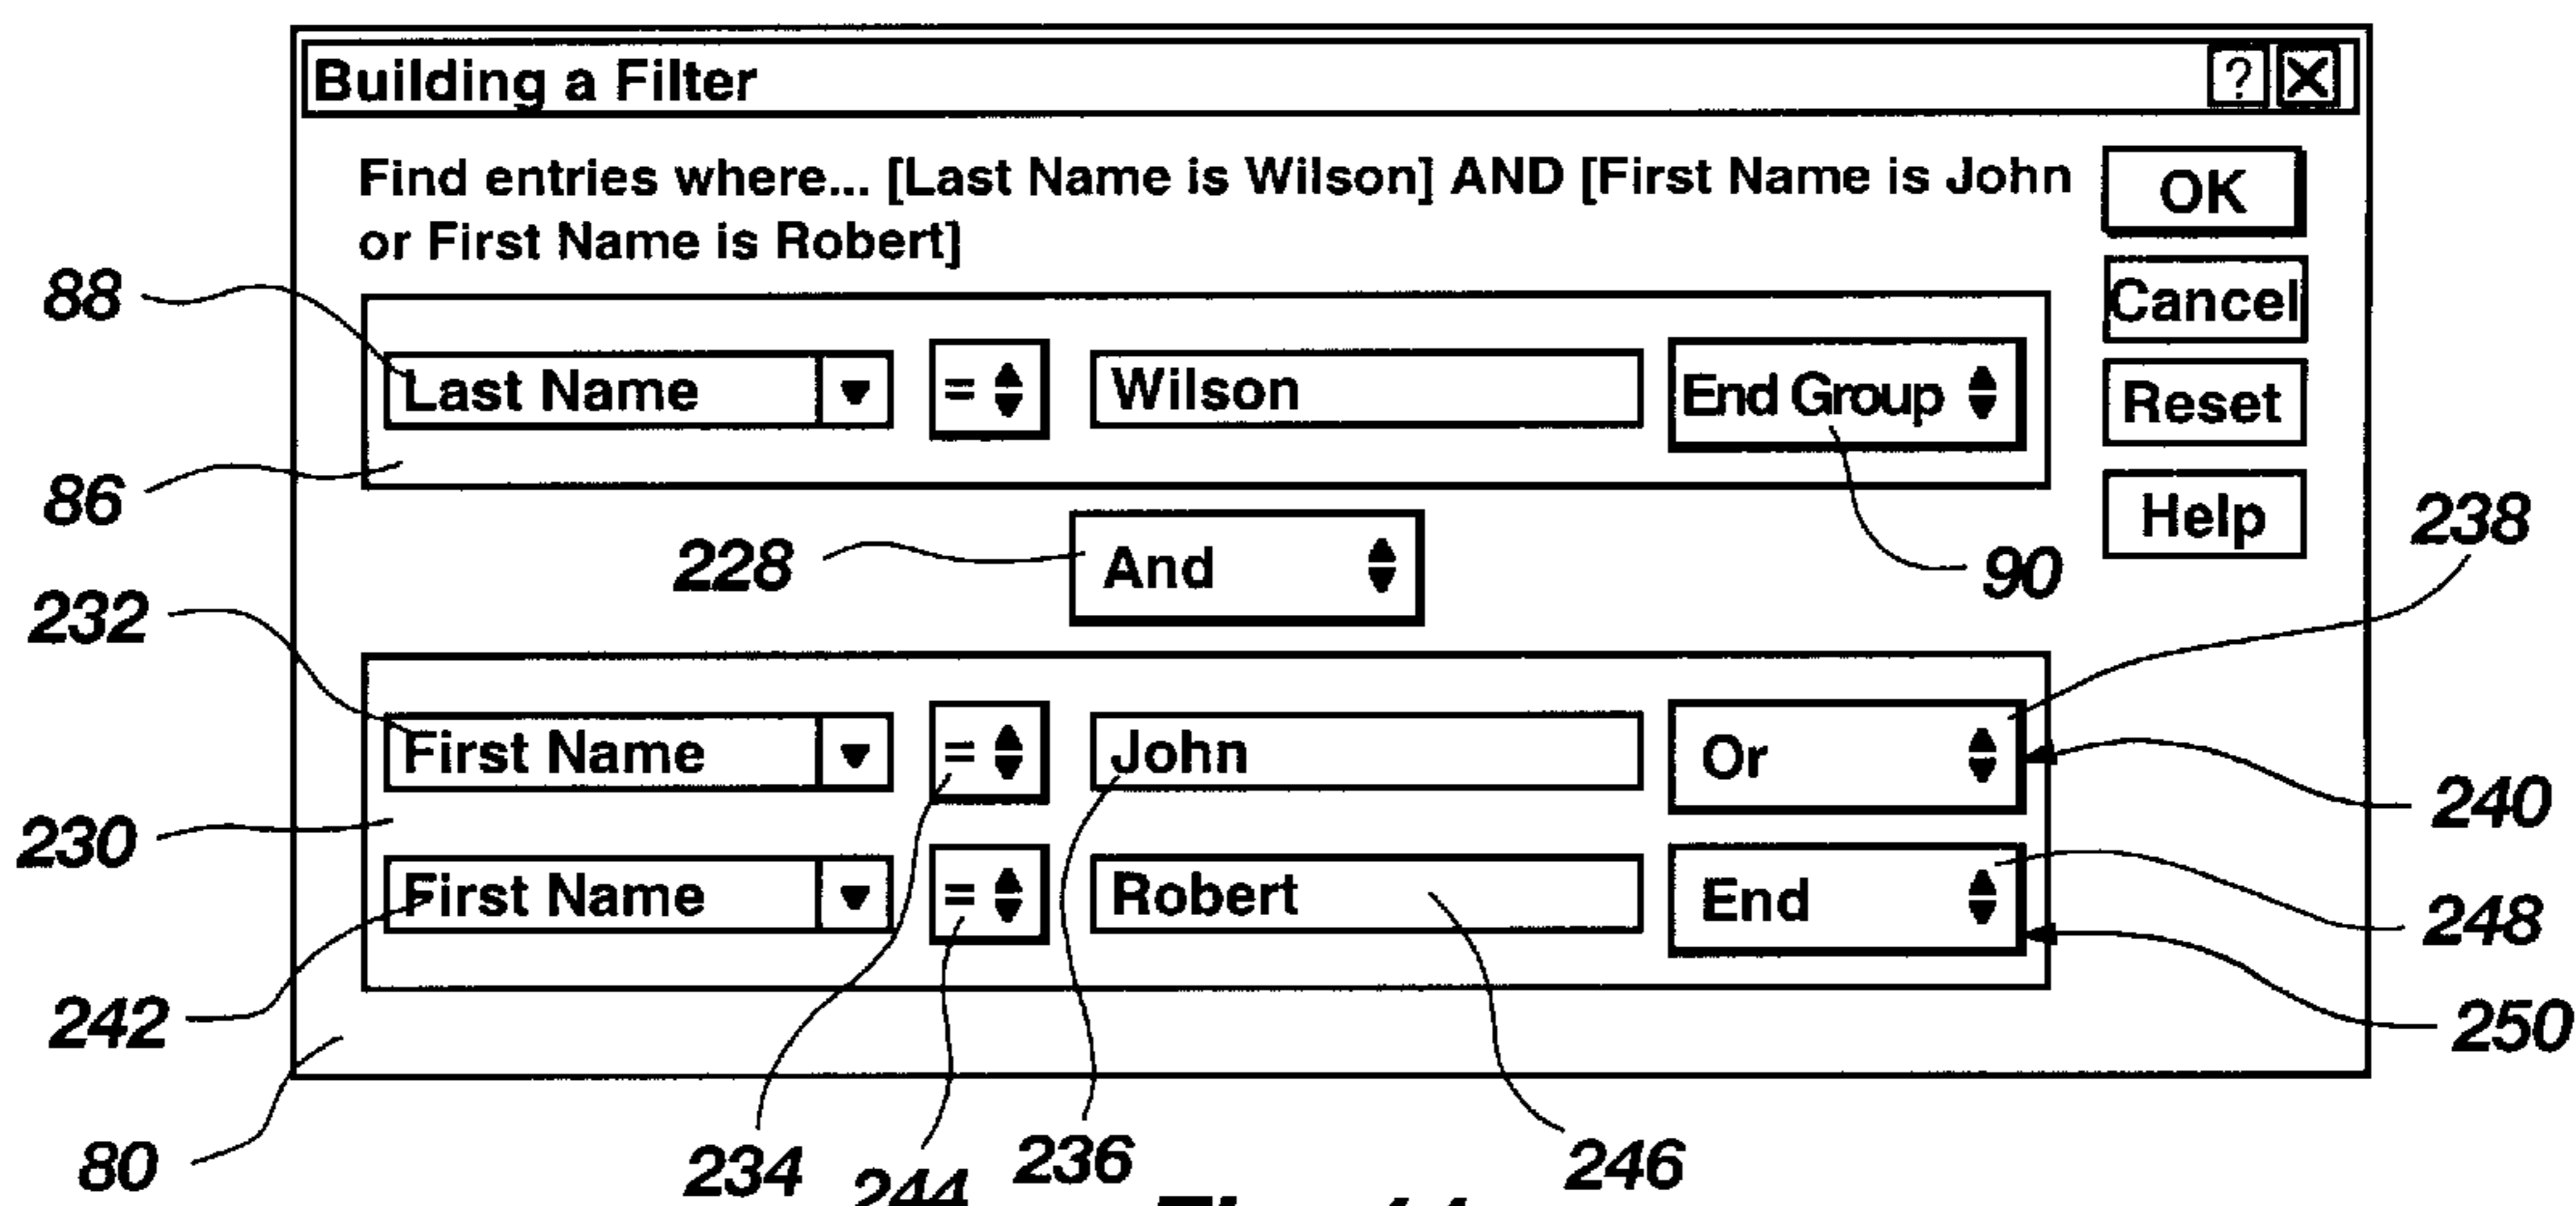 Building a Filter ?
Find entries where... [Last Name is Wilson] AND [First Name is John
or First Name is Robert]
OK
Cancel
Reset
Help
88
Last Name = Wilson End Group
86
90
228
And
238
232
First Name = John Or
240
230
First Name = Robert End
248
242
250
80
234
244
236
246